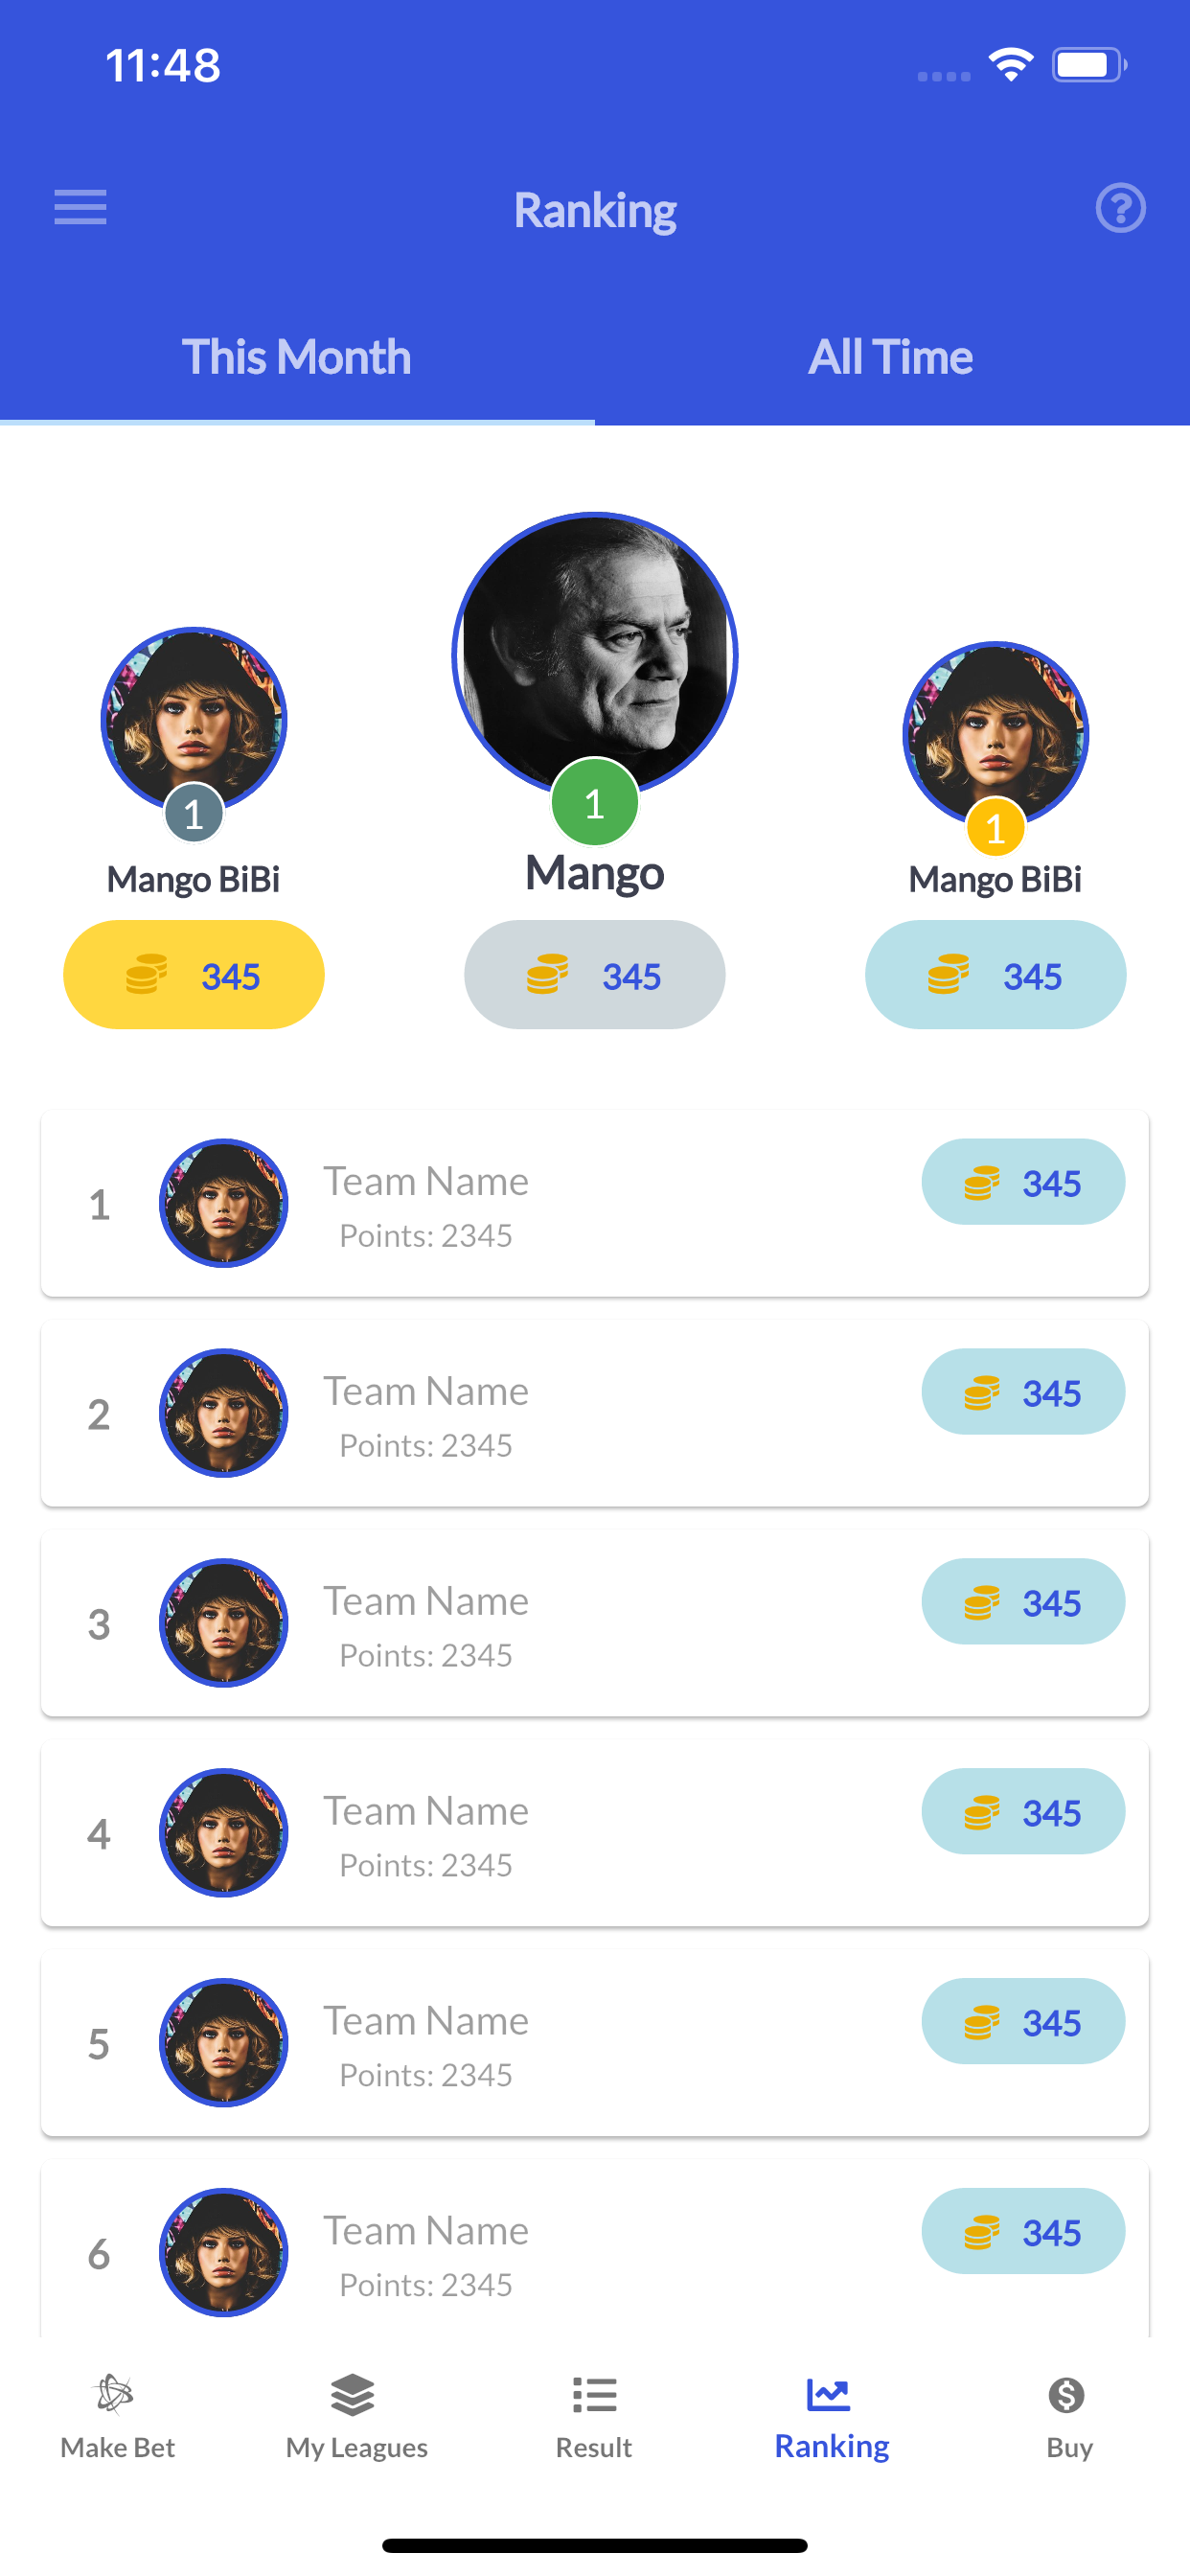 11:48
Ranking
This Month All Time
1 1 1
Mango BiBi Mango Mango BiBi
345 345 345
1 Team Name 345
Points: 2345
2 Team Name 345
Points: 2345
3 Team Name 345
Points: 2345
4 Team Name 345
Points: 2345
5 Team Name 345
Points: 2345
6 Team Name 345
Points: 2345
Make Bet My Leagues Result Ranking Buy